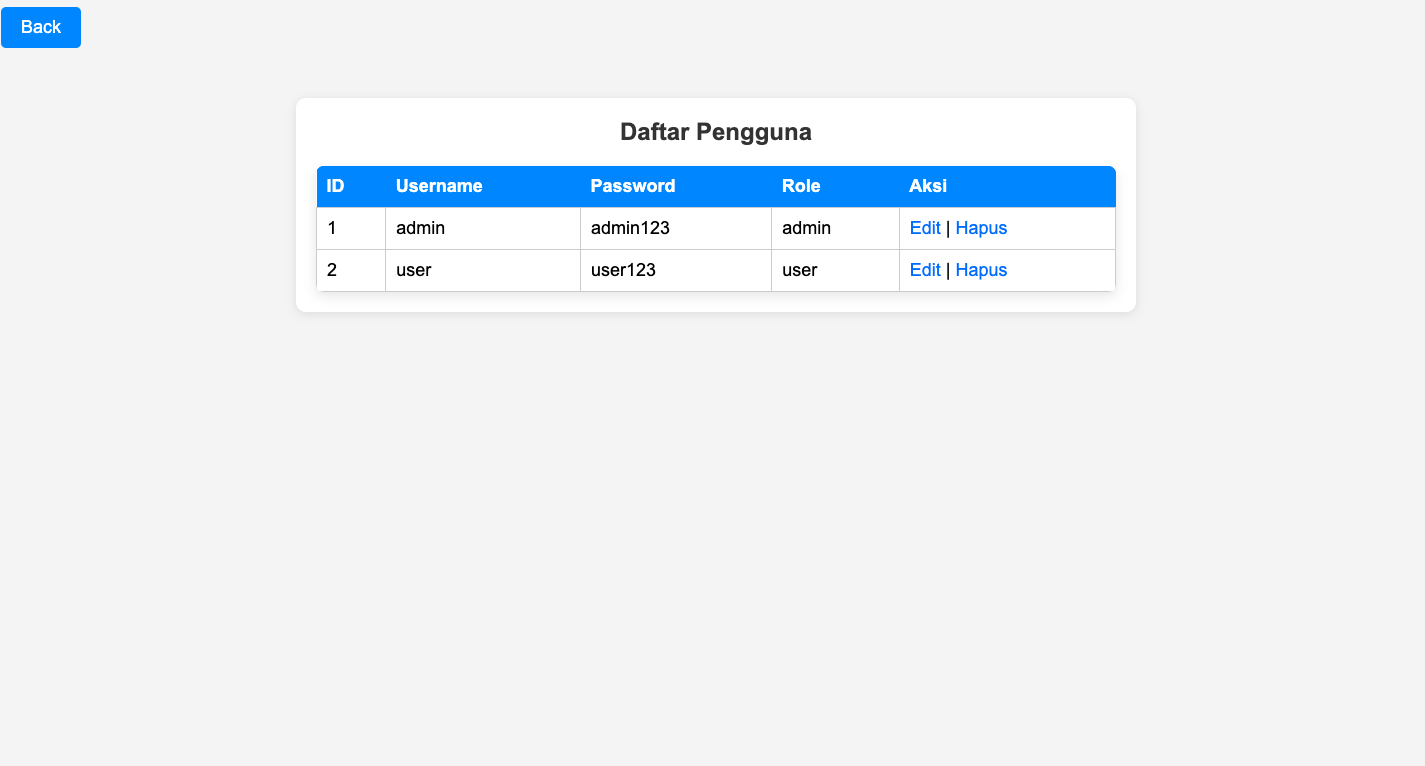 Back
Daftar Pengguna
ID Username Password Role Aksi
1 admin admin123 admin Edit | Hapus
2 user user123 user Edit | Hapus